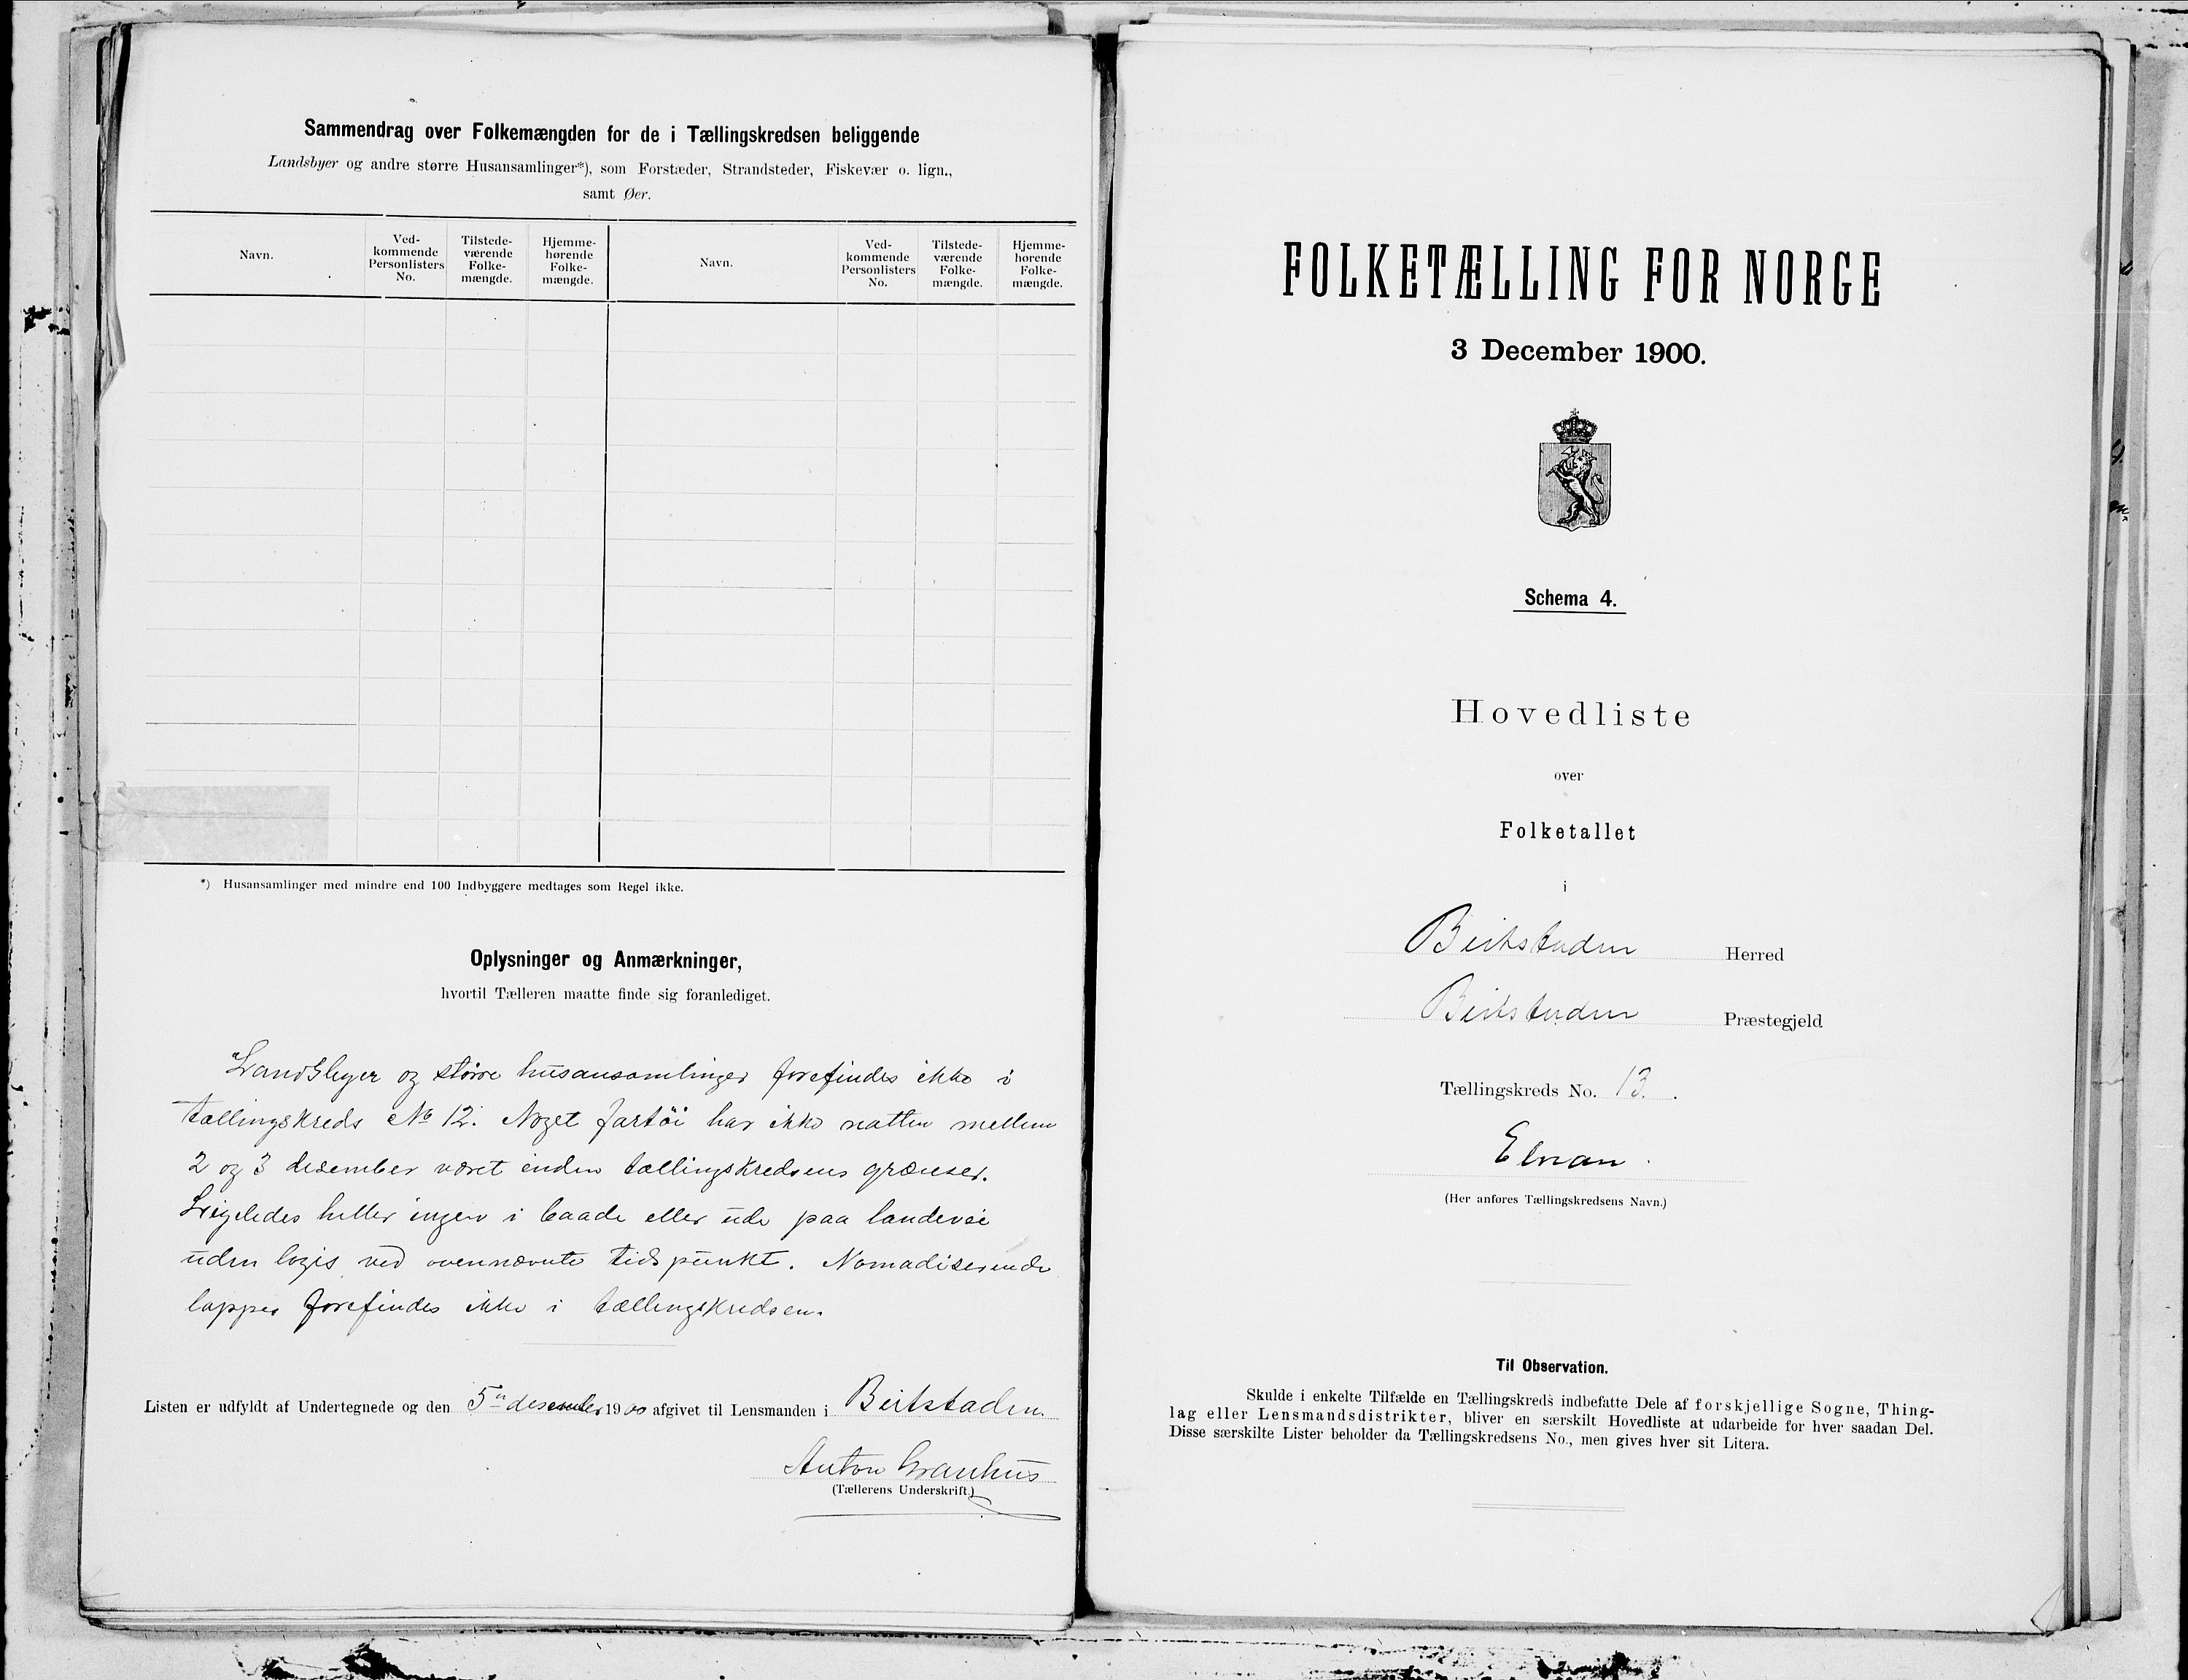 Sammendrag over Folkemængden for de i Tællingskredsen beliggende
Landsbyer og andre større Husansamlinger*), som Forstæder, Strandsteder, Fiskevær o. lign.,
samt Øer.
Navn.
Ved-
kommende
Personlisters
No.
Tilstede-
værende
Folke-
mængde.
Hjemme-
hørende
Folke-
mængde.
Navn.
Ved-
kommende
Personlisters
No.
Tilstede-
værende
Folke-
mængde.
Hjemme-
hørende
Folke-
mængde.
*) Husansamlinger med mindre end 100 Indbyggere medtages som Regel ikke.
Oplysninger og Anmærkninger,
hvortil Tælleren maatte finde sig foranlediget.
Landsbyer og større husansamlinger forefindes ikke i
tællingskreds No 12. Noget fartöi har ikke natten mellem
2 og 3 desember været inden tællingskredsens grænser.
Ligeledes heller ingen i baade eller ude paa landevei
uden logis ved ovennævnte tidspunkt. Nomadiserende
lapper forefindes ikke i tællingskredsen.
Listen er udfyldt af Undertegnede og den 5te desember 1900 afgivet til Lensmanden i Beitstaden.
Anton Granhus
(Tællerens Underskrift.)
FOLKETÆLLING FOR NORGE
3 December 1900.
Schema 4.
Hovedliste
over
Folketallet
i
Beitstaden Herred
Beitstaden Præstegjeld
Tællingskreds No. 13.
Elnan.
(Her anføres Tællingskredsens Navn.)
Til Observation.
Skulde i enkelte Tilfælde en Tællingskreds indbefatte Dele af forskjellige Sogne, Thing-
lag eller Lensmandsdistrikter, bliver en særskilt Hovedliste at udarbeide for hver saadan Del.
Disse særskilte Lister beholder da Tællingskredsens No., men gives hver sit Litera.